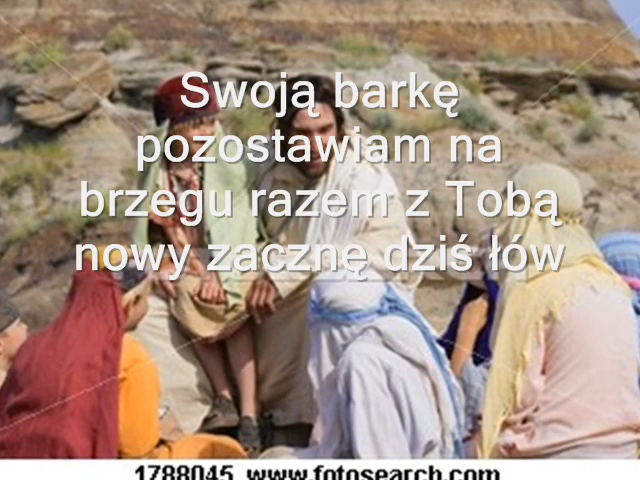 Swoją barkę
pozostawiam na
brzegu razem z Tobą
nowy zacznę dziś łów
1788045 www.fotosearch.com